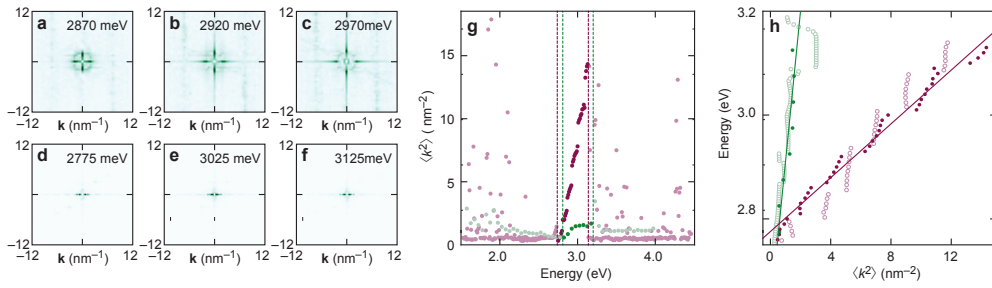 a 2870 meV
b 2920 meV
c 2970meV
12
−12
−12 12 −12 12 −12 12
k (nm⁻¹) k (nm⁻¹) k (nm⁻¹)
d 2775 meV
e 3025 meV
f 3125meV
12
−12
−12 12 −12 12 −12 12
k (nm⁻¹) k (nm⁻¹) k (nm⁻¹)
g
15
10
5
0
⟨k²⟩ ( nm⁻²)
2.0 3.0 4.0
Energy (eV)
h
3.2
3.0
2.8
Energy (eV)
0 4 8 12
⟨k²⟩ (nm⁻²)